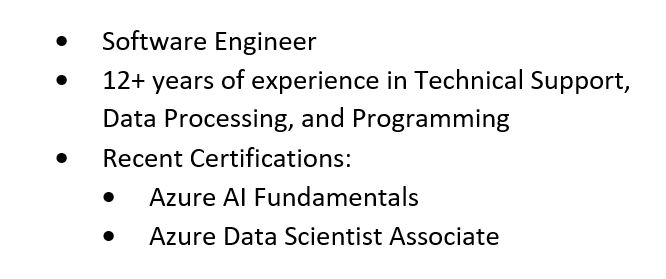 • Software Engineer
• 12+ years of experience in Technical Support,
Data Processing, and Programming
• Recent Certifications:
• Azure AI Fundamentals
• Azure Data Scientist Associate